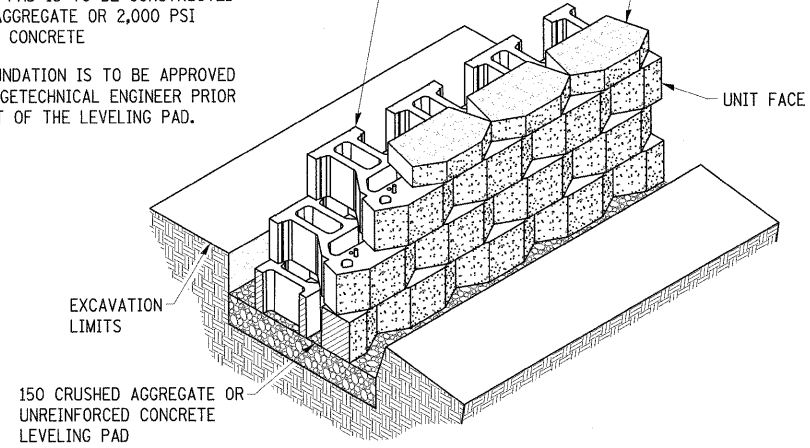 PAD IS TO BE CONSTRUCTED
AGGREGATE OR 2,000 PSI
CONCRETE
UNDATION IS TO BE APPROVED
GETECHNICAL ENGINEER PRIOR
T OF THE LEVELING PAD.
UNIT FACE
EXCAVATION
LIMITS
150 CRUSHED AGGREGATE OR
UNREINFORCED CONCRETE
LEVELING PAD